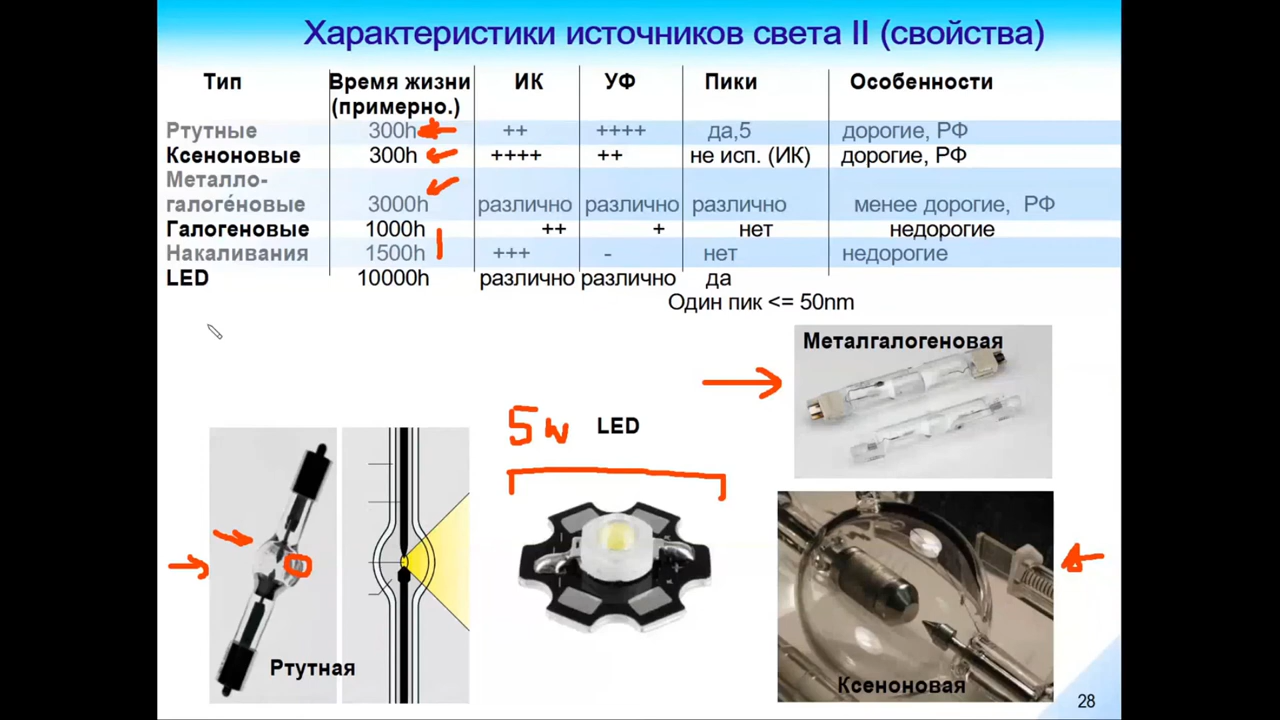 Характеристики источников света II (свойства)
Тип Время жизни (примерно.) ИК УФ Пики Особенности
Ртутные 300h ++ ++++ да,5 дорогие, РФ
Ксеноновые 300h ++++ ++ не исп. (ИК) дорогие, РФ
Металло-
галоге́новые 3000h различно различно различно менее дорогие, РФ
Галогеновые 1000h ++ + нет недорогие
Накаливания 1500h +++ - нет недорогие
LED 10000h различно различно да
Один пик <= 50nm
Металгалогеновая
5w LED
Ртутная
Ксеноновая
28